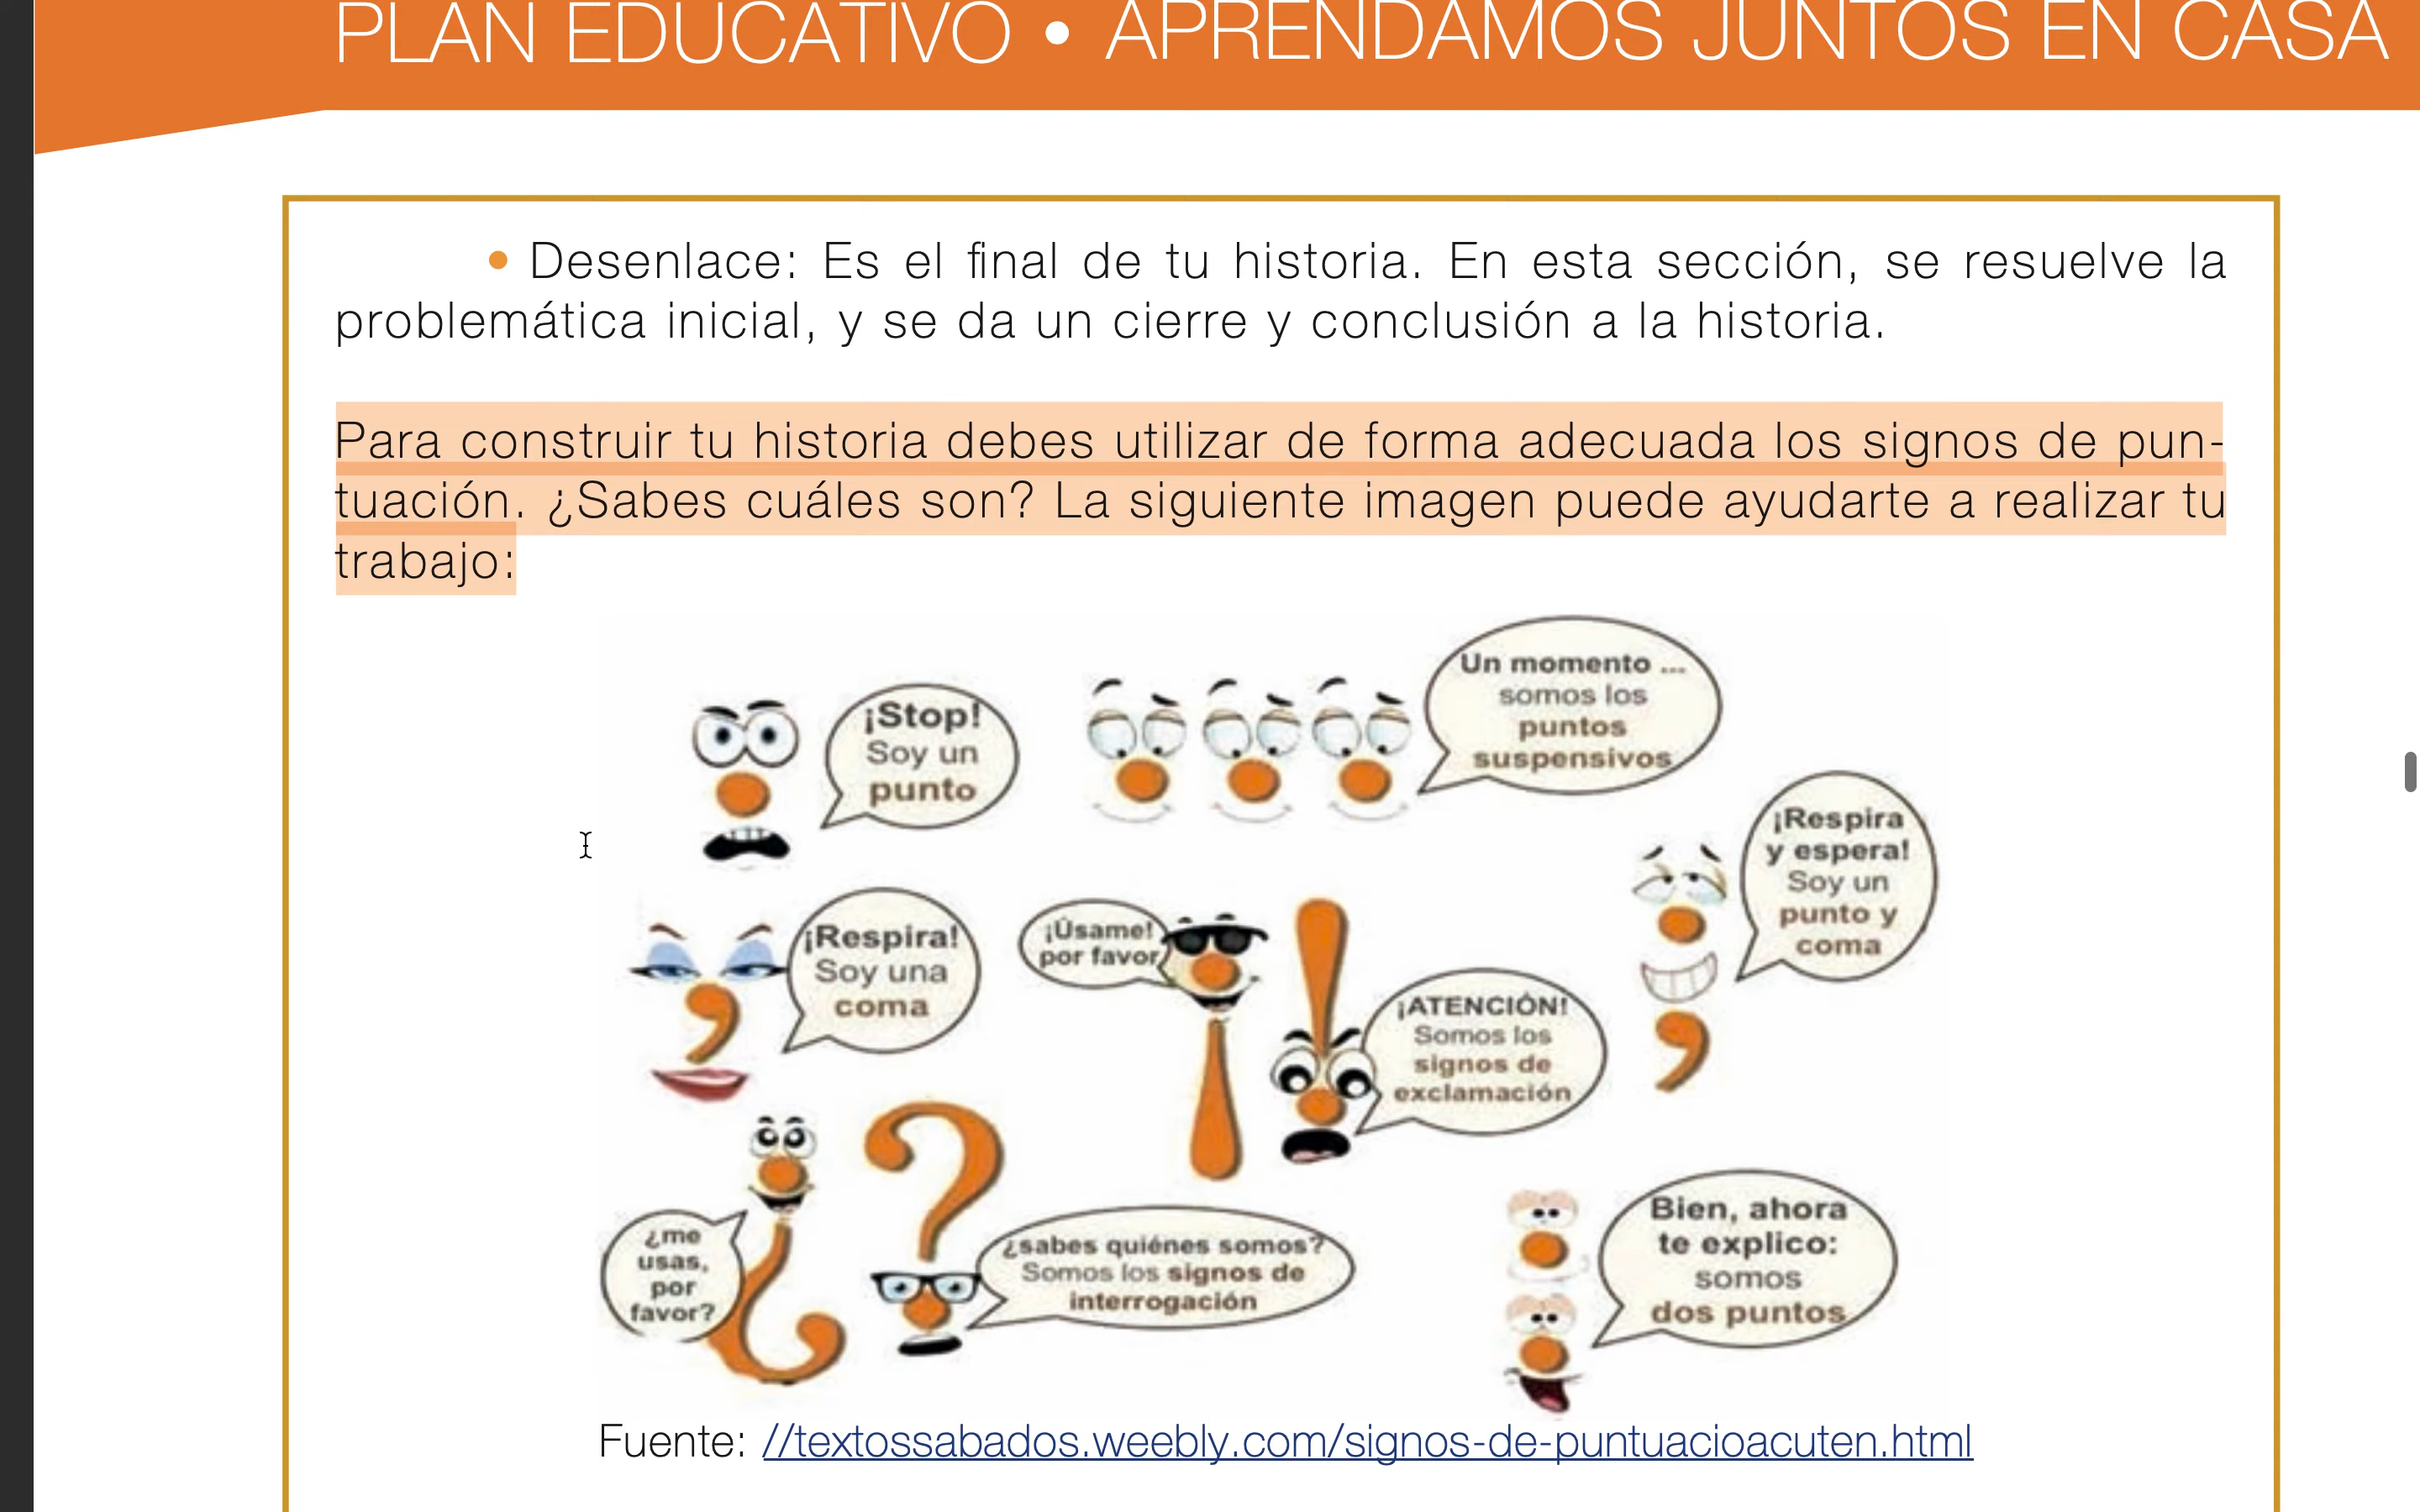 PLAN EDUCATIVO • APRENDAMOS JUNTOS EN CASA
• Desenlace: Es el final de tu historia. En esta sección, se resuelve la
problemática inicial, y se da un cierre y conclusión a la historia.
Para construir tu historia debes utilizar de forma adecuada los signos de pun-
tuación. ¿Sabes cuáles son? La siguiente imagen puede ayudarte a realizar tu
trabajo:
¡Stop!
Soy un
punto
Un momento ...
somos los
puntos
suspensivos
¡Respira
y espera!
Soy un
punto y
coma
¡Respira!
Soy una
coma
¡Úsame!
por favor
¡ATENCIÓN!
Somos los
signos de
exclamación
¿me
usas,
por
favor?
¿sabes quiénes somos?
Somos los signos de
interrogación
Bien, ahora
te explico:
somos
dos puntos
Fuente: //textossabados.weebly.com/signos-de-puntuacioacuten.html